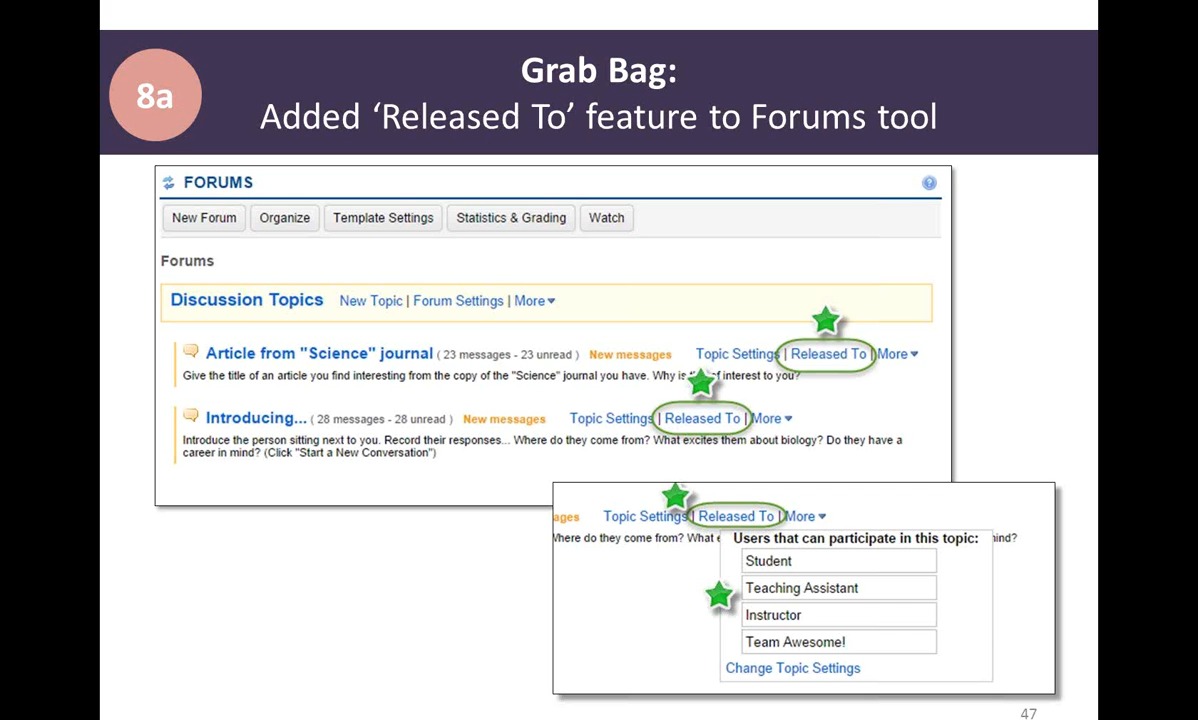 8a
Grab Bag:
Added ‘Released To’ feature to Forums tool
FORUMS
?
New Forum Organize Template Settings Statistics & Grading Watch
Forums
Discussion Topics New Topic | Forum Settings | More
Article from "Science" journal ( 23 messages - 23 unread ) New messages Topic Settings | Released To | More
Give the title of an article you find interesting from the copy of the "Science" journal you have. Why is of interest to you?
Introducing... ( 28 messages - 28 unread ) New messages Topic Settings | Released To | More
Introduce the person sitting next to you. Record their responses... Where do they come from? What excites them about biology? Do they have a
career in mind? (Click "Start a New Conversation")
ages Topic Settings | Released To | More
Where do they come from? What e mind?
Users that can participate in this topic:
Student
Teaching Assistant
Instructor
Team Awesome!
Change Topic Settings
47